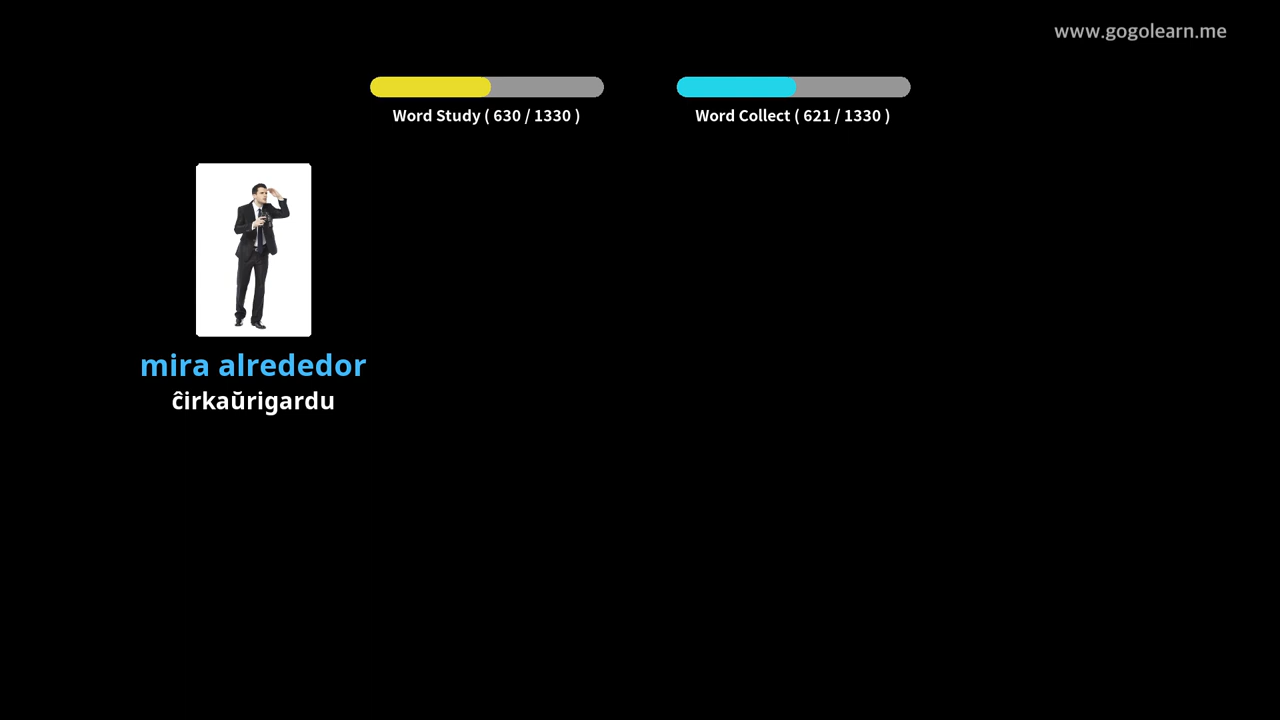 www.gogolearn.me
Word Study ( 630 / 1330 )
Word Collect ( 621 / 1330 )
mira alrededor
ĉirkaŭrigardu